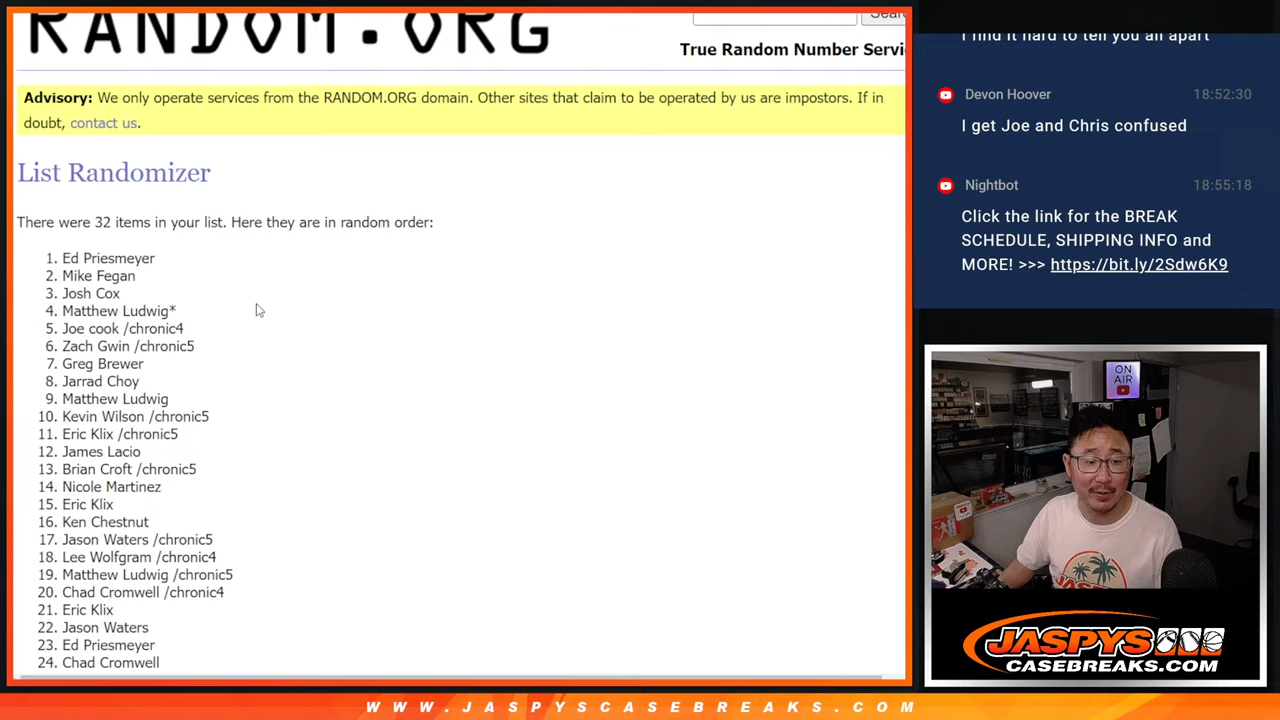 RANDOM.ORG
Sear
True Random Number Servi
Advisory: We only operate services from the RANDOM.ORG domain. Other sites that claim to be operated by us are impostors. If in
doubt, contact us.
List Randomizer
There were 32 items in your list. Here they are in random order:
1. Ed Priesmeyer
2. Mike Fegan
3. Josh Cox
4. Matthew Ludwig*
5. Joe cook /chronic4
6. Zach Gwin /chronic5
7. Greg Brewer
8. Jarrad Choy
9. Matthew Ludwig
10. Kevin Wilson /chronic5
11. Eric Klix /chronic5
12. James Lacio
13. Brian Croft /chronic5
14. Nicole Martinez
15. Eric Klix
16. Ken Chestnut
17. Jason Waters /chronic5
18. Lee Wolfgram /chronic4
19. Matthew Ludwig /chronic5
20. Chad Cromwell /chronic4
21. Eric Klix
22. Jason Waters
23. Ed Priesmeyer
24. Chad Cromwell
I find it hard to tell you all apart
Devon Hoover 18:52:30
I get Joe and Chris confused
Nightbot 18:55:18
Click the link for the BREAK
SCHEDULE, SHIPPING INFO and
MORE! >>> https://bit.ly/2Sdw6K9
ON
AIR
JASPYS
CASEBREAKS.COM
WWW.JASPYSCASEBREAKS.COM